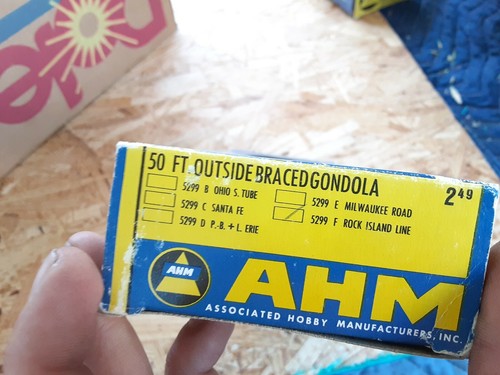 50 FT OUTSIDE BRACED GONDOLA
2 49
5299 B OHIO S. TUBE
5299 C SANTA FE
5299 D P.-B. + L. ERIE
5299 E MILWAUKEE ROAD
5299 F ROCK ISLAND LINE
AHM
AHM
ASSOCIATED HOBBY MANUFACTURERS, INC.